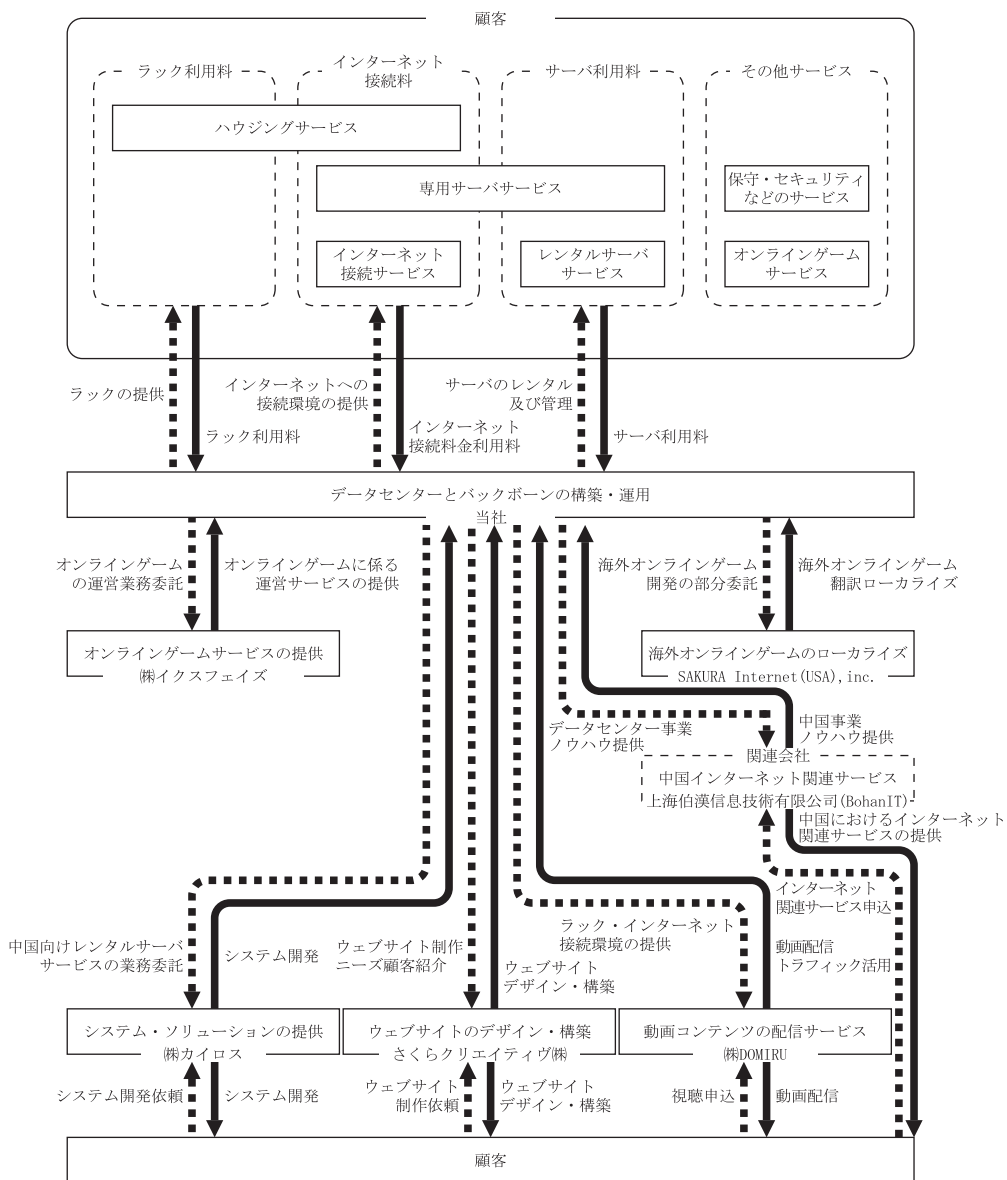 顧客
ラック利用料
インターネット
接続料
サーバ利用料
その他サービス
ハウジングサービス
専用サーバサービス
保守・セキュリティ
などのサービス
インターネット
接続サービス
レンタルサーバ
サービス
オンラインゲーム
サービス
ラックの提供
ラック利用料
インターネットへの
接続環境の提供
インターネット
接続料金利用料
サーバのレンタル
及び管理
サーバ利用料
データセンターとバックボーンの構築・運用
当社
オンラインゲーム
の運営業務委託
オンラインゲームに係る
運営サービスの提供
海外オンラインゲーム
開発の部分委託
海外オンラインゲーム
翻訳ローカライズ
オンラインゲームサービスの提供
㈱イクスフェイズ
海外オンラインゲームのローカライズ
SAKURA Internet(USA),inc.
データセンター事業
ノウハウ提供
中国事業
ノウハウ提供
関連会社
中国インターネット関連サービス
上海伯漢信息技術有限公司(BohanIT)
中国におけるインターネット
関連サービスの提供
インターネット
関連サービス申込
中国向けレンタルサーバ
サービスの業務委託
システム開発
ウェブサイト制作
ニーズ顧客紹介
ウェブサイト
デザイン・構築
ラック・インターネット
接続環境の提供
動画配信
トラフィック活用
システム・ソリューションの提供
㈱カイロス
ウェブサイトのデザイン・構築
さくらクリエイティヴ㈱
動画コンテンツの配信サービス
㈱DOMIRU
システム開発依頼
システム開発
ウェブサイト
制作依頼
ウェブサイト
デザイン・構築
視聴申込
動画配信
顧客